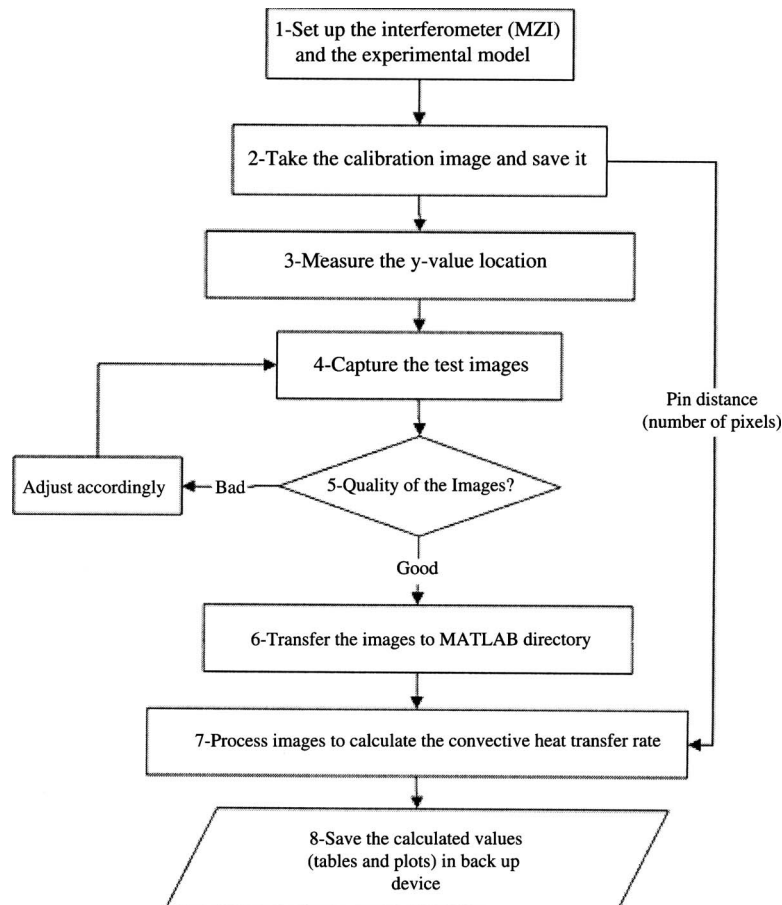 1-Set up the interferometer (MZI)
and the experimental model
2-Take the calibration image and save it
3-Measure the y-value location
4-Capture the test images
Pin distance
(number of pixels)
Adjust accordingly
Bad
5-Quality of the Images?
Good
6-Transfer the images to MATLAB directory
7-Process images to calculate the convective heat transfer rate
8-Save the calculated values
(tables and plots) in back up
device